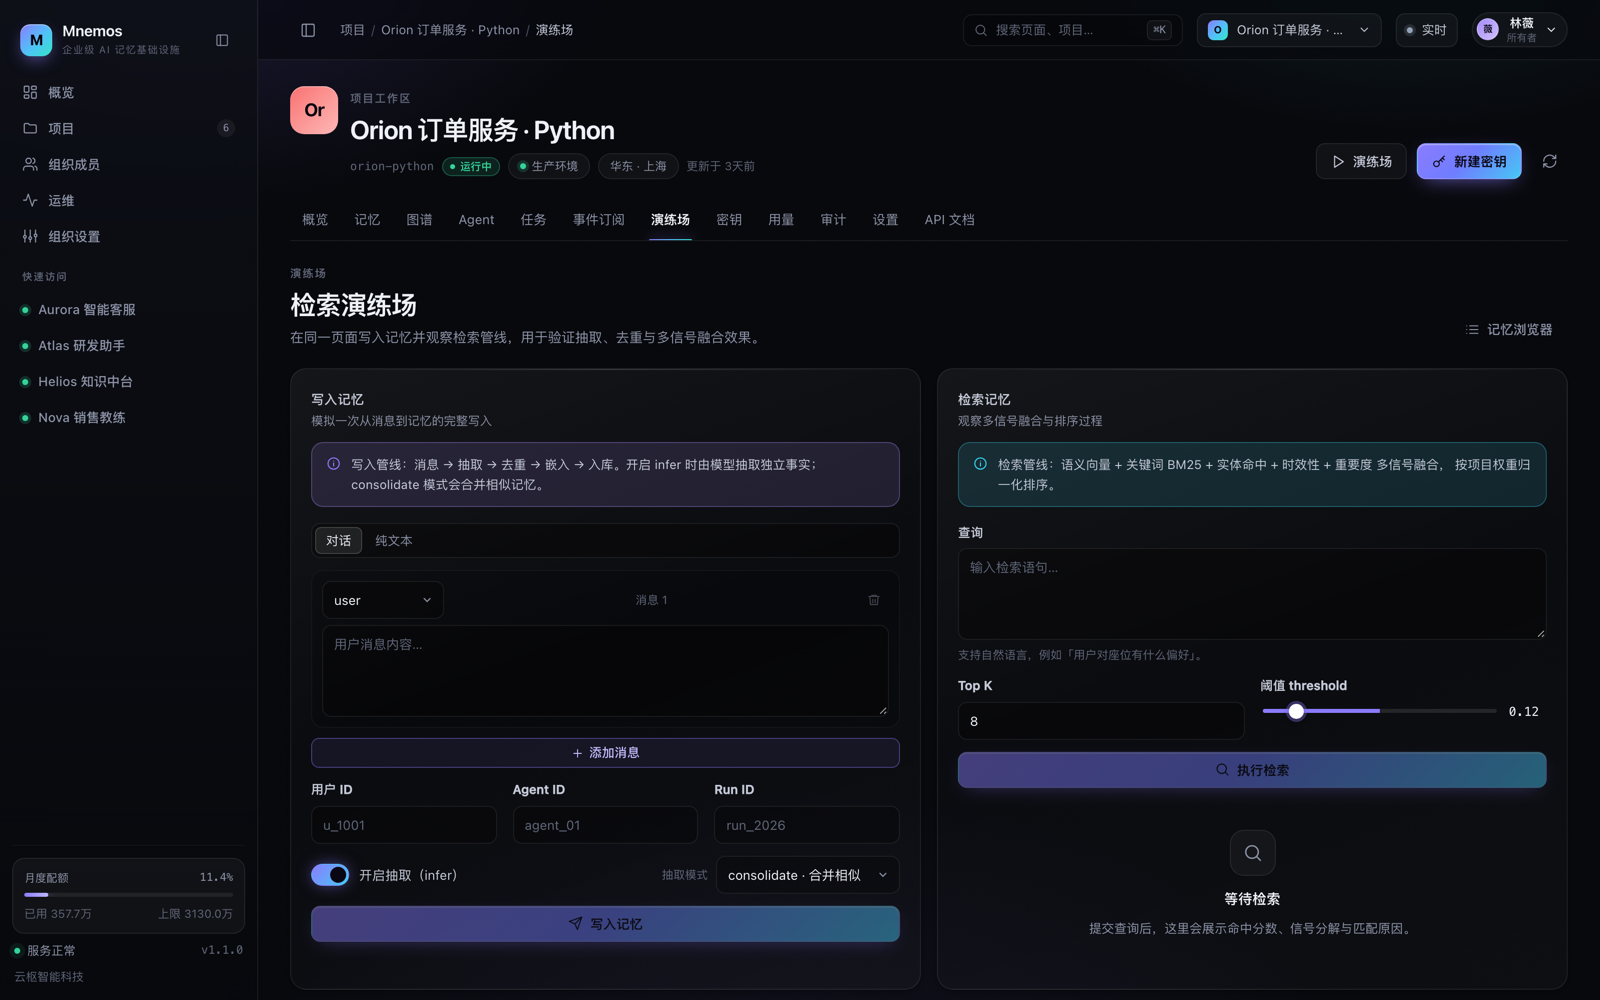 M
Mnemos
企业级 AI 记忆基础设施
概览
项目
6
组织成员
运维
组织设置
快速访问
Aurora 智能客服
Atlas 研发助手
Helios 知识中台
Nova 销售教练
月度配额
11.4%
已用 357.7万
上限 3130.0万
服务正常
v1.1.0
云枢智能科技
项目 / Orion 订单服务 · Python / 演练场
搜索页面、项目...
⌘K
O
Orion 订单服务 · ...
实时
薇
林薇
所有者
Or
项目工作区
Orion 订单服务 · Python
orion-python
运行中
生产环境
华东 · 上海
更新于 3天前
演练场
新建密钥
概览 记忆 图谱 Agent 任务 事件订阅 演练场 密钥 用量 审计 设置 API 文档
演练场
检索演练场
在同一页面写入记忆并观察检索管线，用于验证抽取、去重与多信号融合效果。
记忆浏览器
写入记忆
模拟一次从消息到记忆的完整写入
写入管线：消息 → 抽取 → 去重 → 嵌入 → 入库。开启 infer 时由模型抽取独立事实；
consolidate 模式会合并相似记忆。
对话 纯文本
user
消息 1
用户消息内容...
+ 添加消息
用户 ID
Agent ID
Run ID
u_1001
agent_01
run_2026
开启抽取（infer）
抽取模式
consolidate · 合并相似
写入记忆
检索记忆
观察多信号融合与排序过程
检索管线：语义向量 + 关键词 BM25 + 实体命中 + 时效性 + 重要度 多信号融合， 按项目权重归
一化排序。
查询
输入检索语句...
支持自然语言，例如「用户对座位有什么偏好」。
Top K
阈值 threshold
8
0.12
执行检索
等待检索
提交查询后，这里会展示命中分数、信号分解与匹配原因。